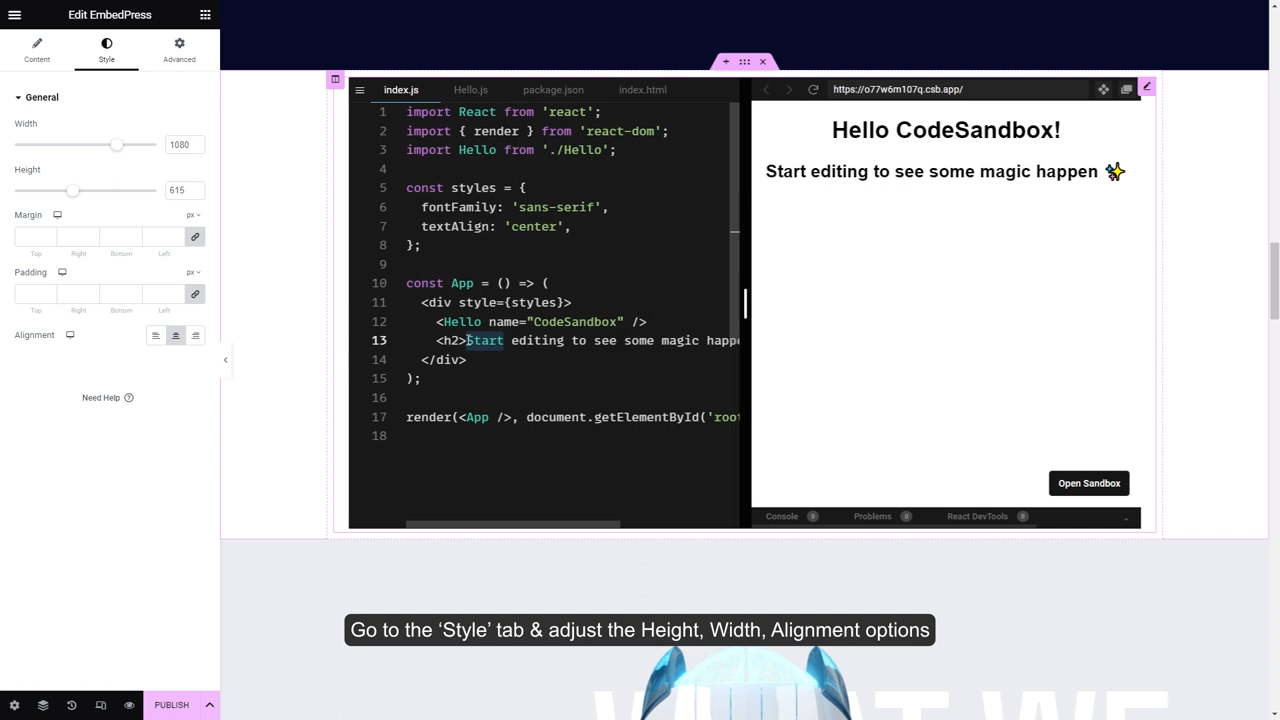 Edit EmbedPress
Content
Style
Advanced
General
Width
1080
Height
615
Margin
px
Top Right Bottom Left
Padding
px
Top Right Bottom Left
Alignment
Need Help
PUBLISH
index.js Hello.js package.json index.html
1 import React from 'react';
2 import { render } from 'react-dom';
3 import Hello from './Hello';
4
5 const styles = {
6 fontFamily: 'sans-serif',
7 textAlign: 'center',
8 };
9
10 const App = () => (
11 <div style={styles}>
12 <Hello name="CodeSandbox" />
13 <h2>Start editing to see some magic happe
14 </div>
15 );
16
17 render(<App />, document.getElementById('root
18
https://o77w6m107q.csb.app/
Hello CodeSandbox!
Start editing to see some magic happen ✨
Open Sandbox
Console 0 Problems 0 React DevTools 0
Go to the ‘Style’ tab & adjust the Height, Width, Alignment options
WHAT WE